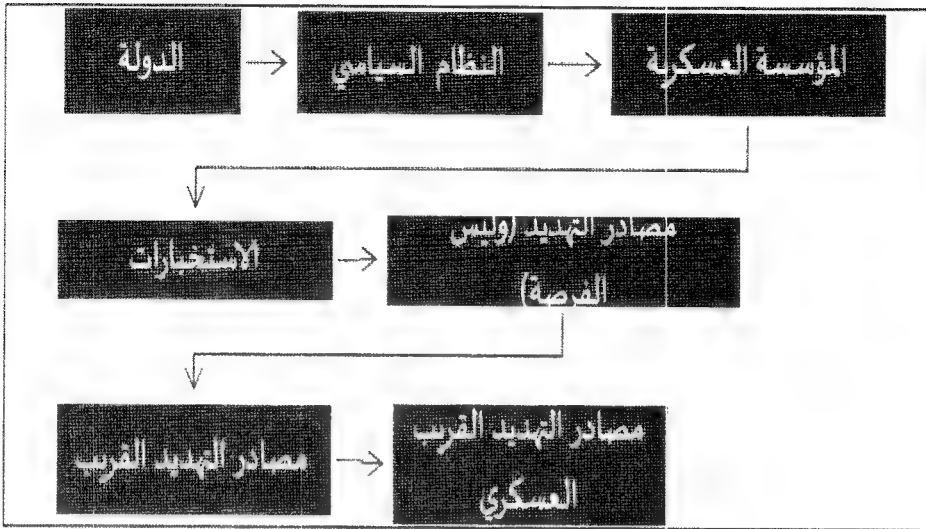 الدولة
النظام السياسي
المؤسسة العسكرية
الاستخبارات
مصادر التهديد (وليس
الفرصة)
مصادر التهديد القريب
مصادر التهديد القريب
العسكري